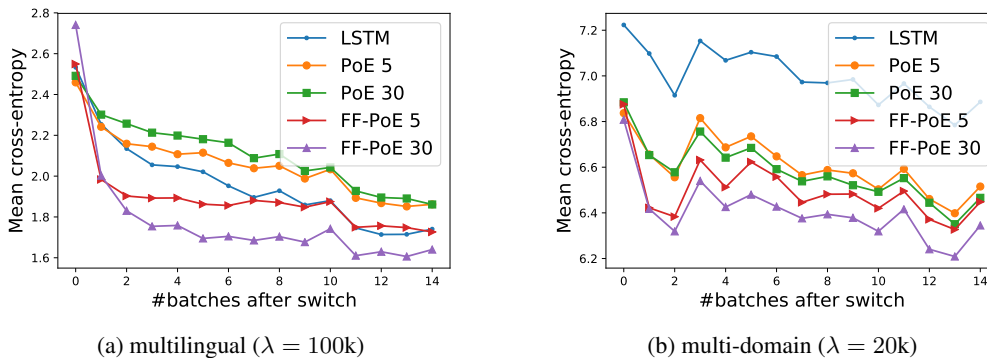 2.8
2.6
2.4
2.2
2.0
1.8
1.6
Mean cross-entropy
0 2 4 6 8 10 12 14
#batches after switch
LSTM
PoE 5
PoE 30
FF-PoE 5
FF-PoE 30
(a) multilingual (λ = 100k)
7.2
7.0
6.8
6.6
6.4
6.2
Mean cross-entropy
0 2 4 6 8 10 12 14
#batches after switch
LSTM
PoE 5
PoE 30
FF-PoE 5
FF-PoE 30
(b) multi-domain (λ = 20k)